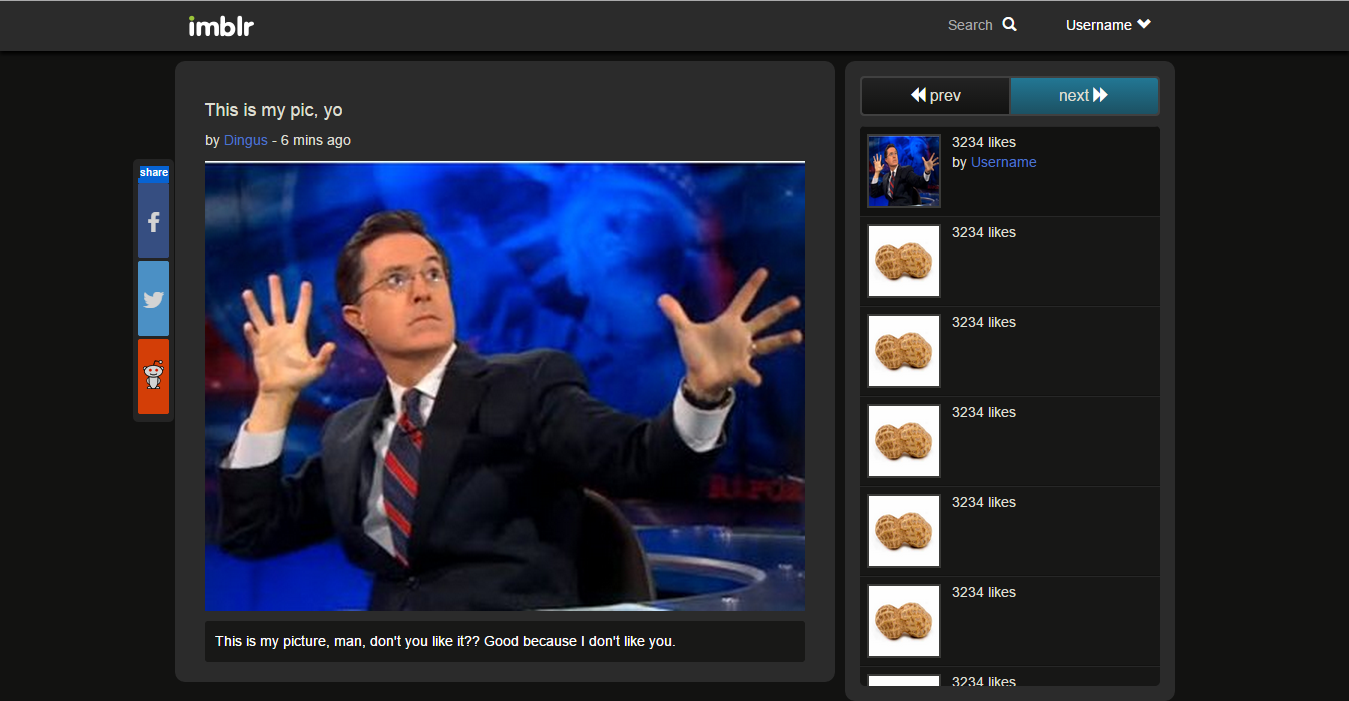 imblr
Search
Username
This is my pic, yo
by Dingus - 6 mins ago
share
This is my picture, man, don't you like it?? Good because I don't like you.
prev
next
3234 likes
by Username
3234 likes
3234 likes
3234 likes
3234 likes
3234 likes
3234 likes